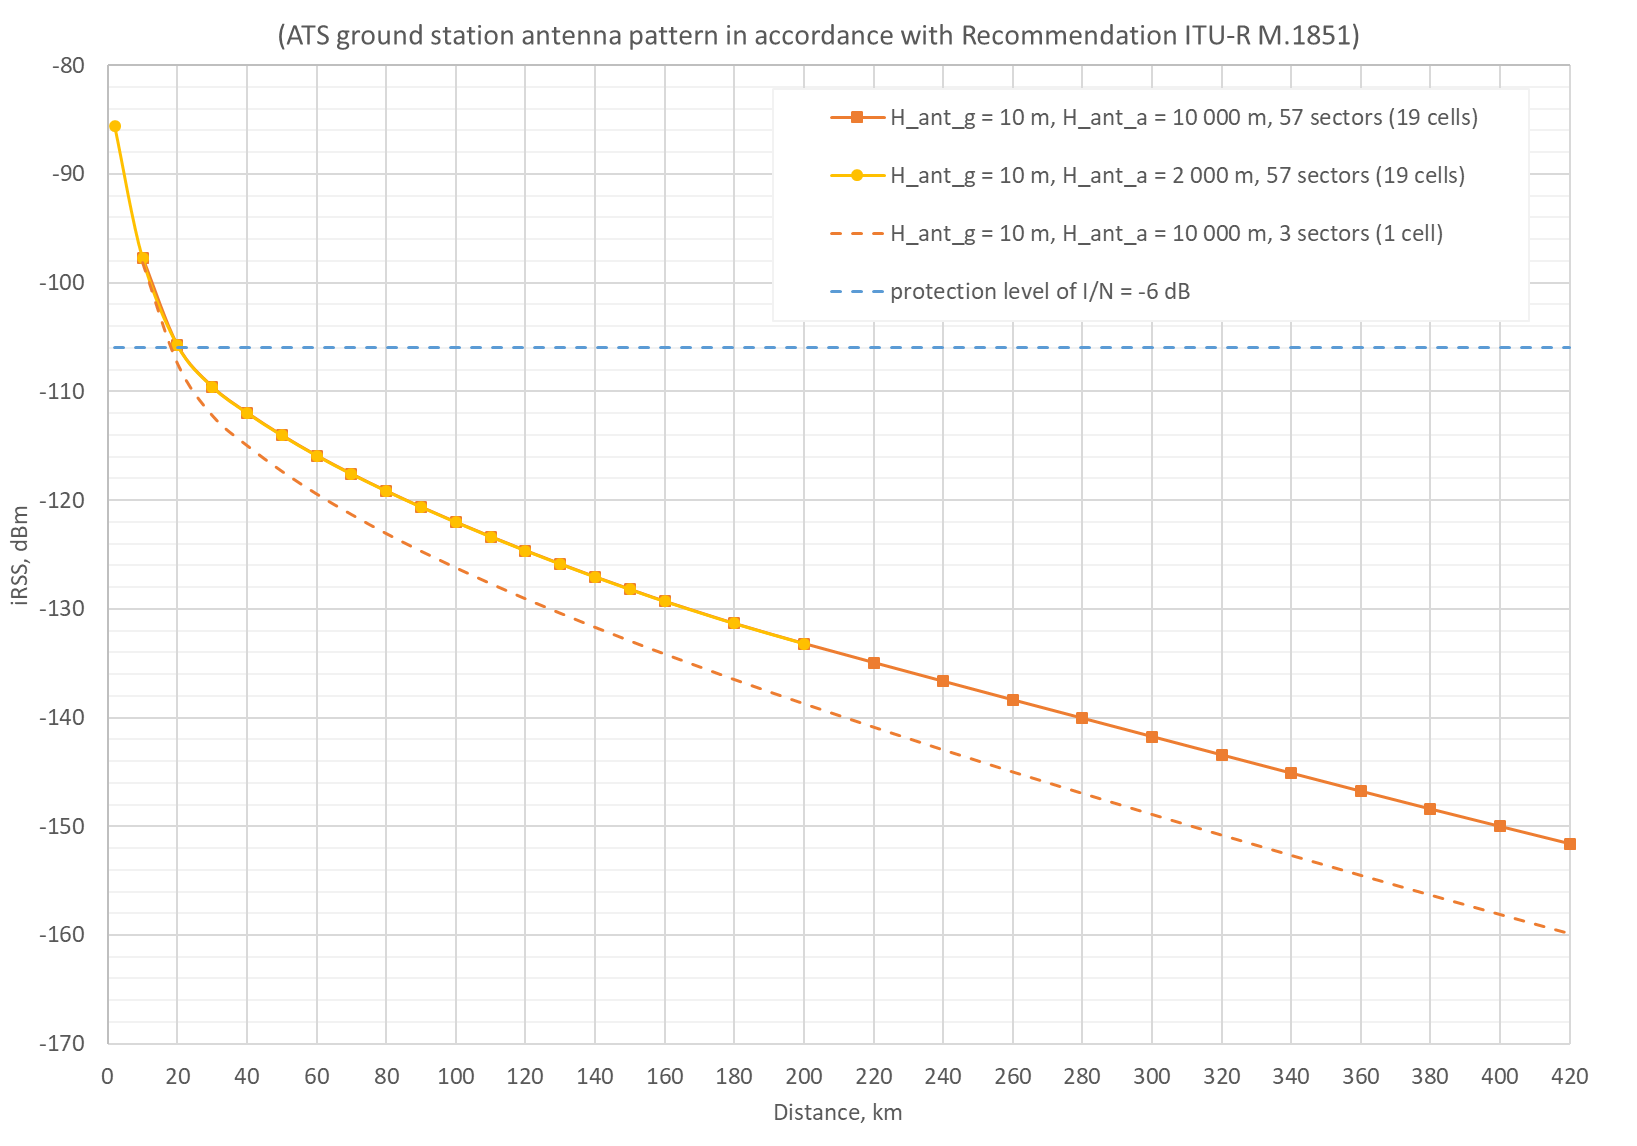 (ATS ground station antenna pattern in accordance with Recommendation ITU-R M.1851)
-80
-90
-100
-110
-120
-130
-140
-150
-160
-170
iRSS, dBm
H_ant_g = 10 m, H_ant_a = 10 000 m, 57 sectors (19 cells)
H_ant_g = 10 m, H_ant_a = 2 000 m, 57 sectors (19 cells)
H_ant_g = 10 m, H_ant_a = 10 000 m, 3 sectors (1 cell)
protection level of I/N = -6 dB
0 20 40 60 80 100 120 140 160 180 200 220 240 260 280 300 320 340 360 380 400 420
Distance, km